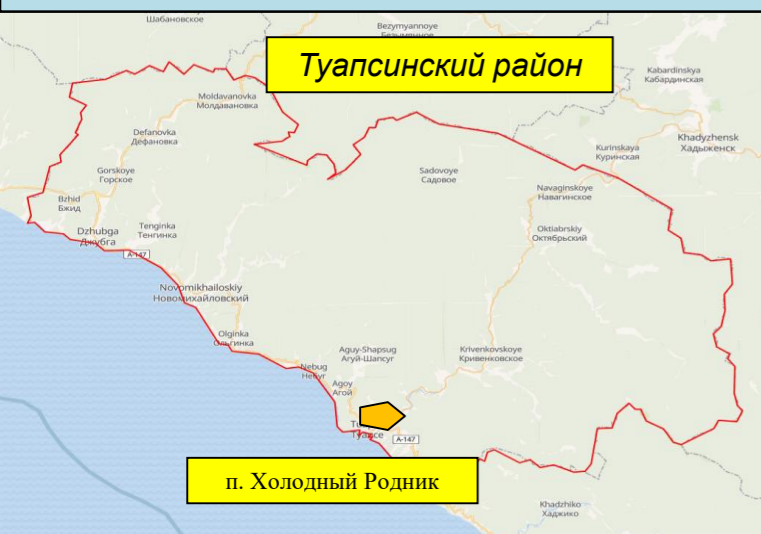 Шабановское
Bezymyannoye
Безымянное
Туапсинский район
Kabardinskya
Кабардинская
Moldavanovka
Молдавановка
Defanovka
Дефановка
Khadyzhensk
Хадыженск
Kurinskaya
Куринская
Gorskoye
Горское
Sadovoye
Садовое
Navaginskoye
Навагинское
Bzhid
Бжид
Tenginka
Тенгинка
Dzhubga
Джубга
Oktiabrskiy
Октябрьский
A-147
Novomikhailoskiy
Новомихайловский
Olginka
Ольгинка
Aguy-Shapsug
Агуй-Шапсуг
Krivenkovskoye
Кривенковское
Nebug
Небуг
Agoy
Агой
Туапсе
A-147
п. Холодный Родник
Khadzhiko
Хаджико